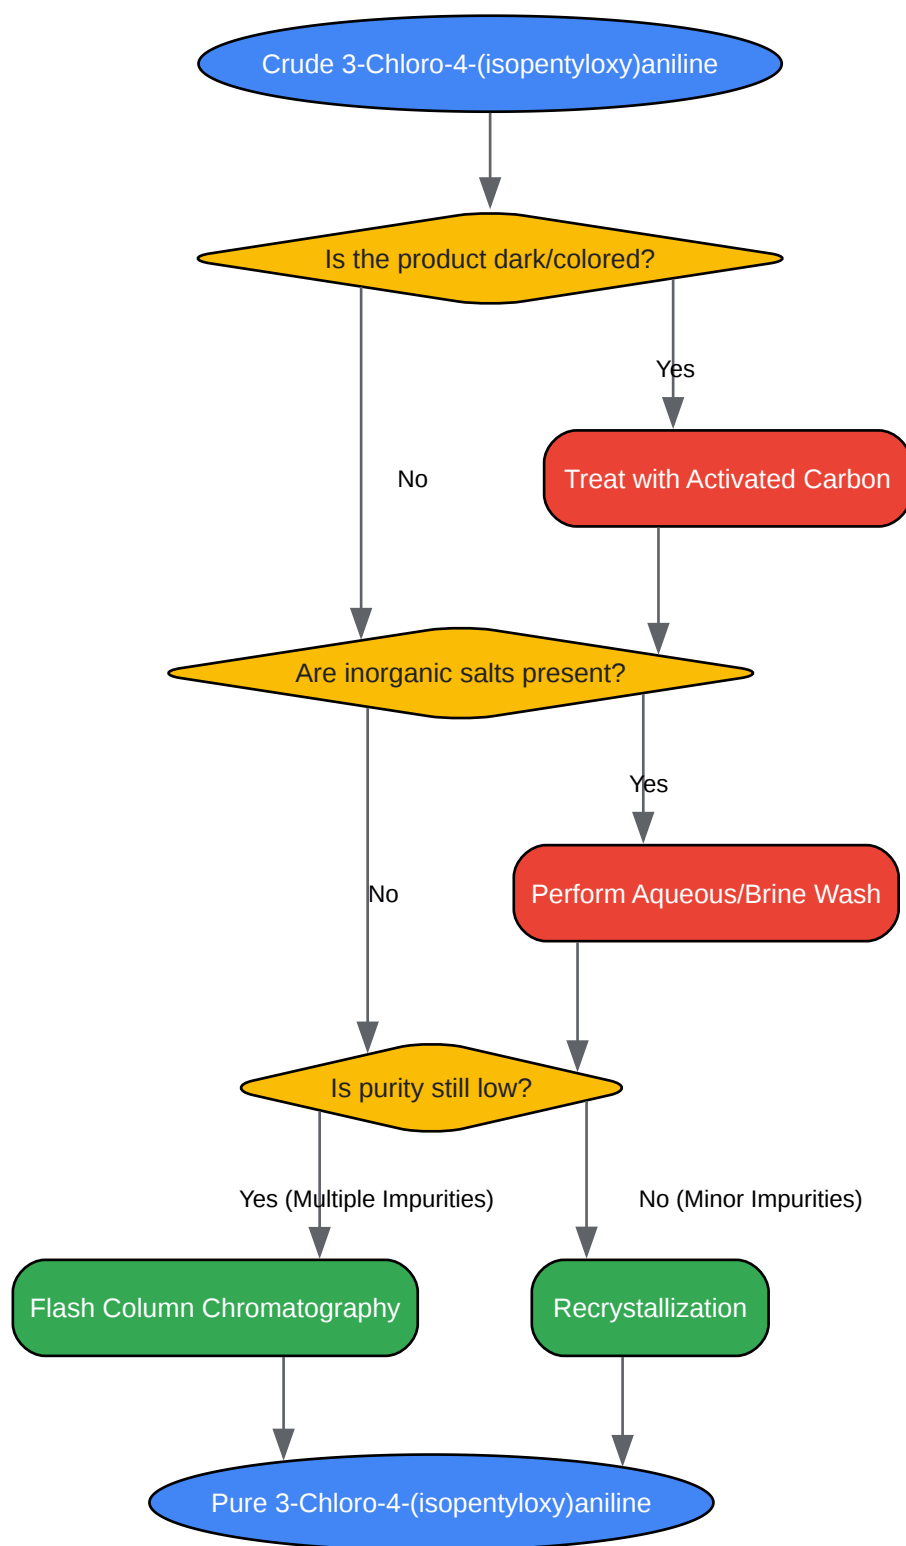 Crude 3-Chloro-4-(isopentyloxy)aniline
Is the product dark/colored?
Yes
No
Treat with Activated Carbon
Are inorganic salts present?
Yes
No
Perform Aqueous/Brine Wash
Is purity still low?
Yes (Multiple Impurities)
No (Minor Impurities)
Flash Column Chromatography
Recrystallization
Pure 3-Chloro-4-(isopentyloxy)aniline